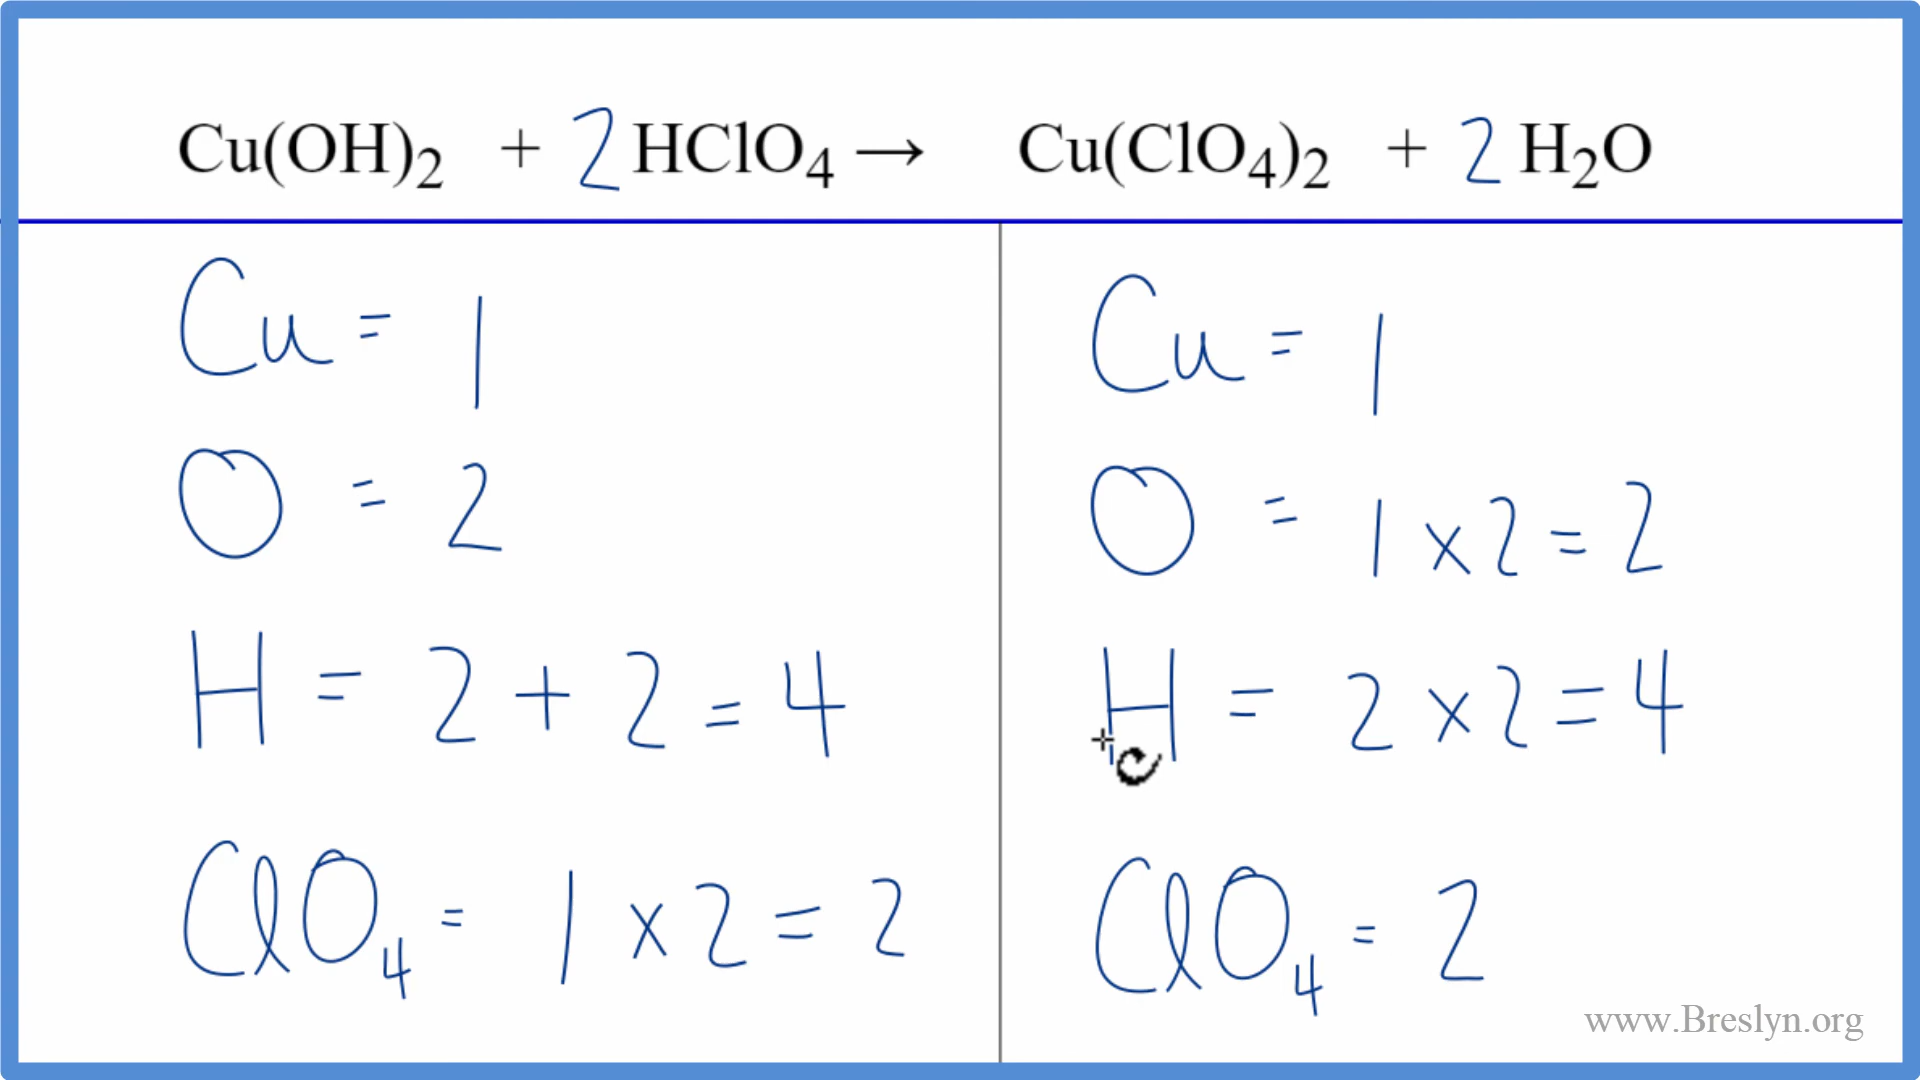 Cu(OH)₂ + 2 HClO₄ → Cu(ClO₄)₂ + 2 H₂O
Cu = 1
O = 2
H = 2 + 2 = 4
ClO₄ = 1 x 2 = 2
Cu = 1
O = 1 x 2 = 2
H = 2 x 2 = 4
ClO₄ = 2
www.Breslyn.org